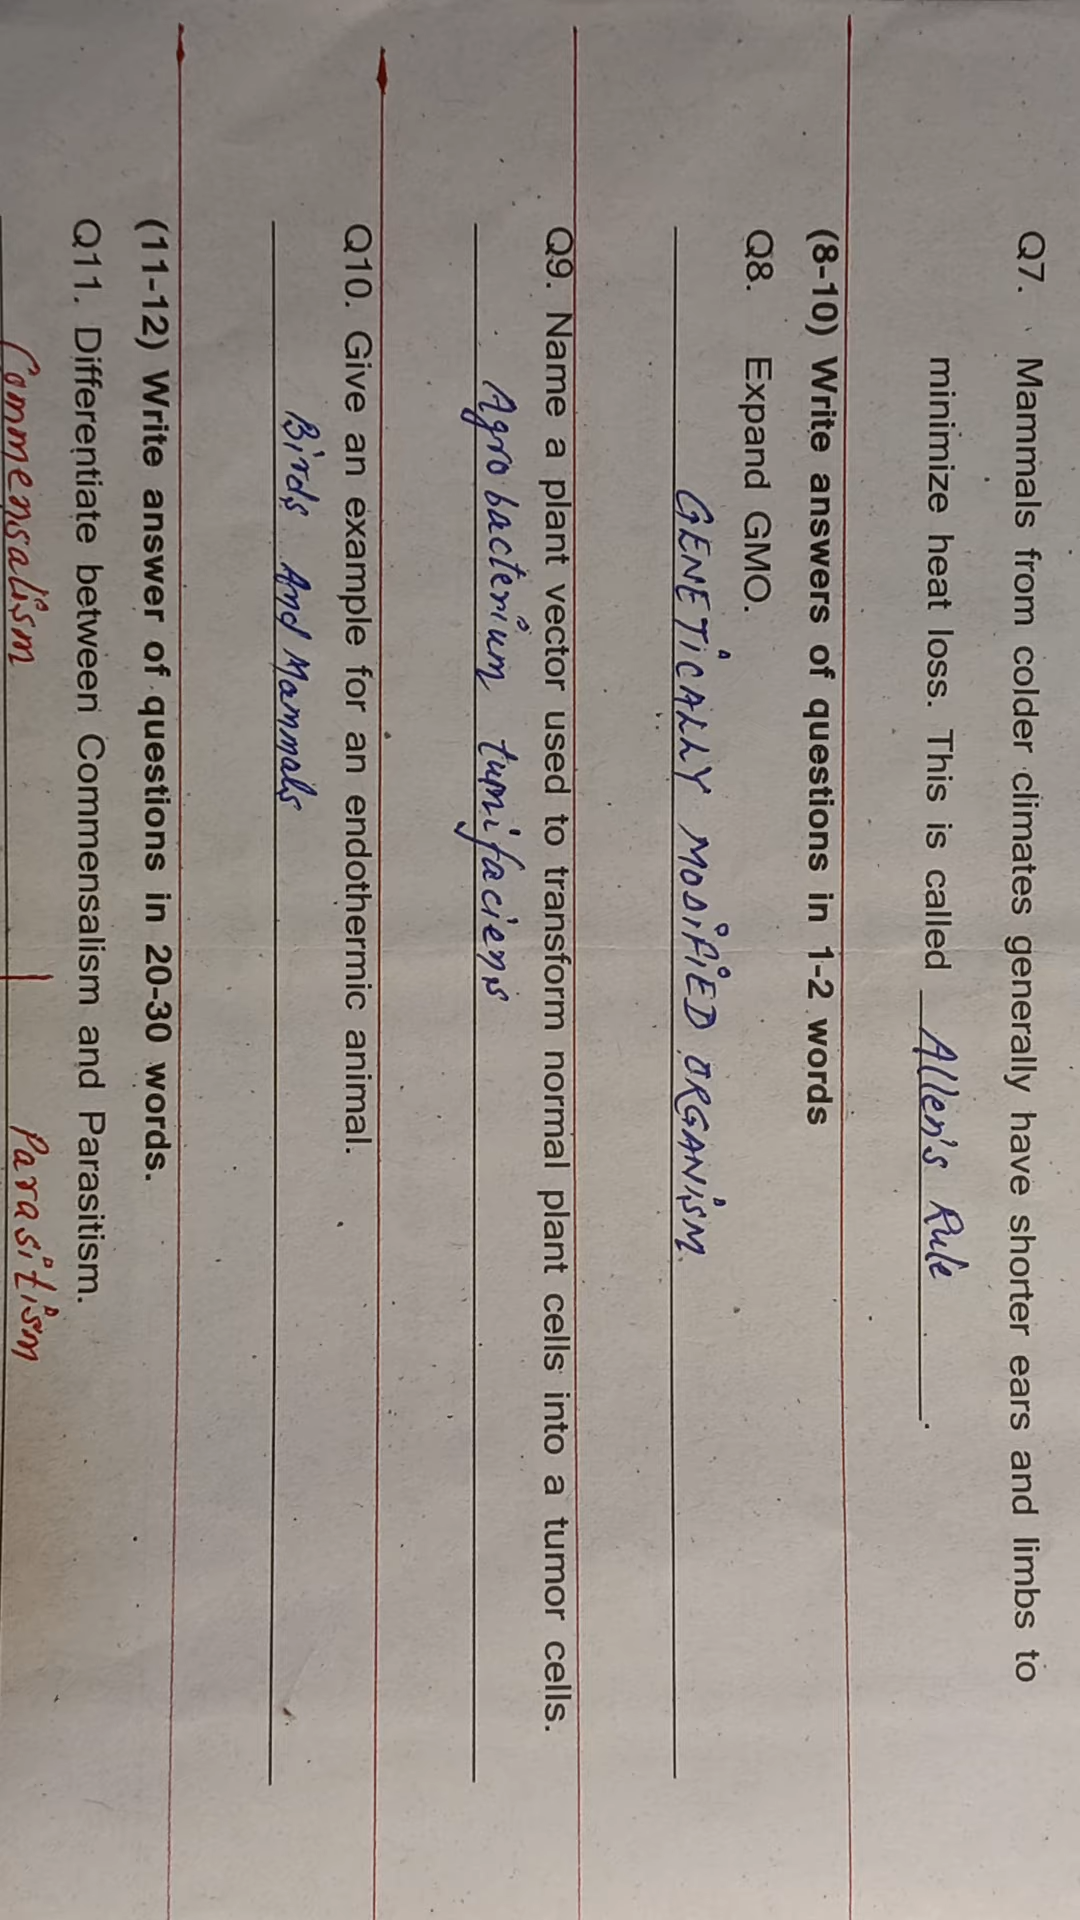 Q7. Mammals from colder climates generally have shorter ears and limbs to
minimize heat loss. This is called Allen's Rule.
(8-10) Write answers of questions in 1-2 words
Q8. Expand GMO.
GENETiCALLY MODiFiED ORGANiSM.
Q9. Name a plant vector used to transform normal plant cells into a tumor cells.
Agrobacterium tumifaciens
Q10. Give an example for an endothermic animal.
Birds And Mammals
(11-12) Write answer of questions in 20-30 words.
Q11. Differentiate between Commensalism and Parasitism.
Commensalism Parasitism